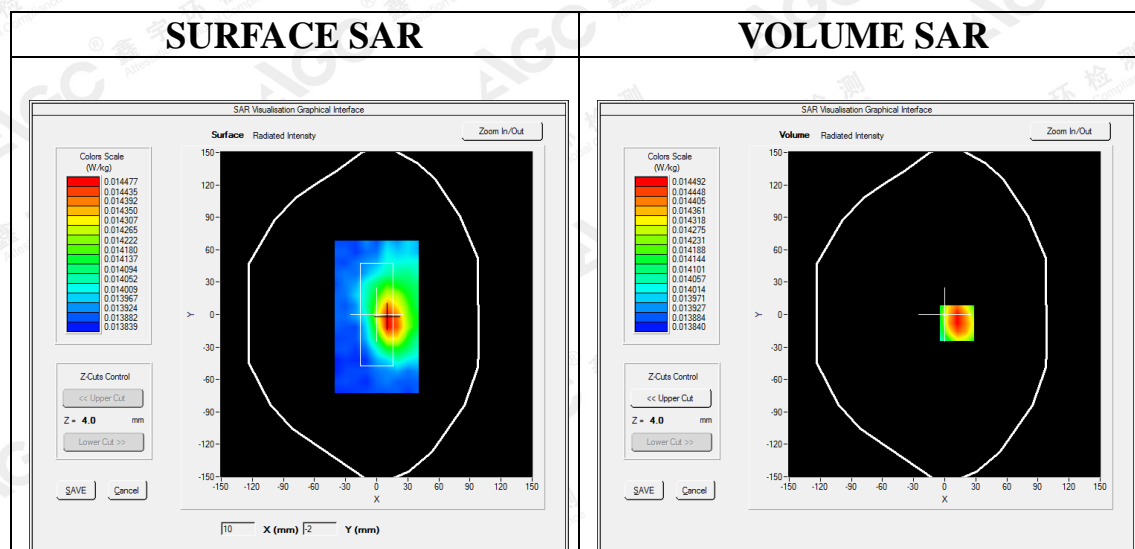 SURFACE SAR
SAR Visualisation Graphical Interface
Surface Radiated Intensity
Zoom In/Out
Colors Scale
(W/kg)
0.014477
0.014435
0.014392
0.014350
0.014307
0.014265
0.014222
0.014180
0.014137
0.014094
0.014052
0.014009
0.013967
0.013924
0.013882
0.013839
Z-Cuts Control
<< Upper Cut
Z = 4.0 mm
Lower Cut >>
SAVE Cancel
150
120
90
60
30
Y 0
-30
-60
-90
-120
-150
-150 -120 -90 -60 -30 0 30 60 90 120 150
X
10 X (mm) -2 Y (mm)
VOLUME SAR
SAR Visualisation Graphical Interface
Volume Radiated Intensity
Zoom In/Out
Colors Scale
(W/kg)
0.014492
0.014448
0.014405
0.014361
0.014318
0.014275
0.014231
0.014188
0.014144
0.014101
0.014057
0.014014
0.013971
0.013927
0.013884
0.013840
Z-Cuts Control
<< Upper Cut
Z = 4.0 mm
Lower Cut >>
SAVE Cancel
150
120
90
60
30
Y 0
-30
-60
-90
-120
-150
-150 -120 -90 -60 -30 0 30 60 90 120 150
X
AGC